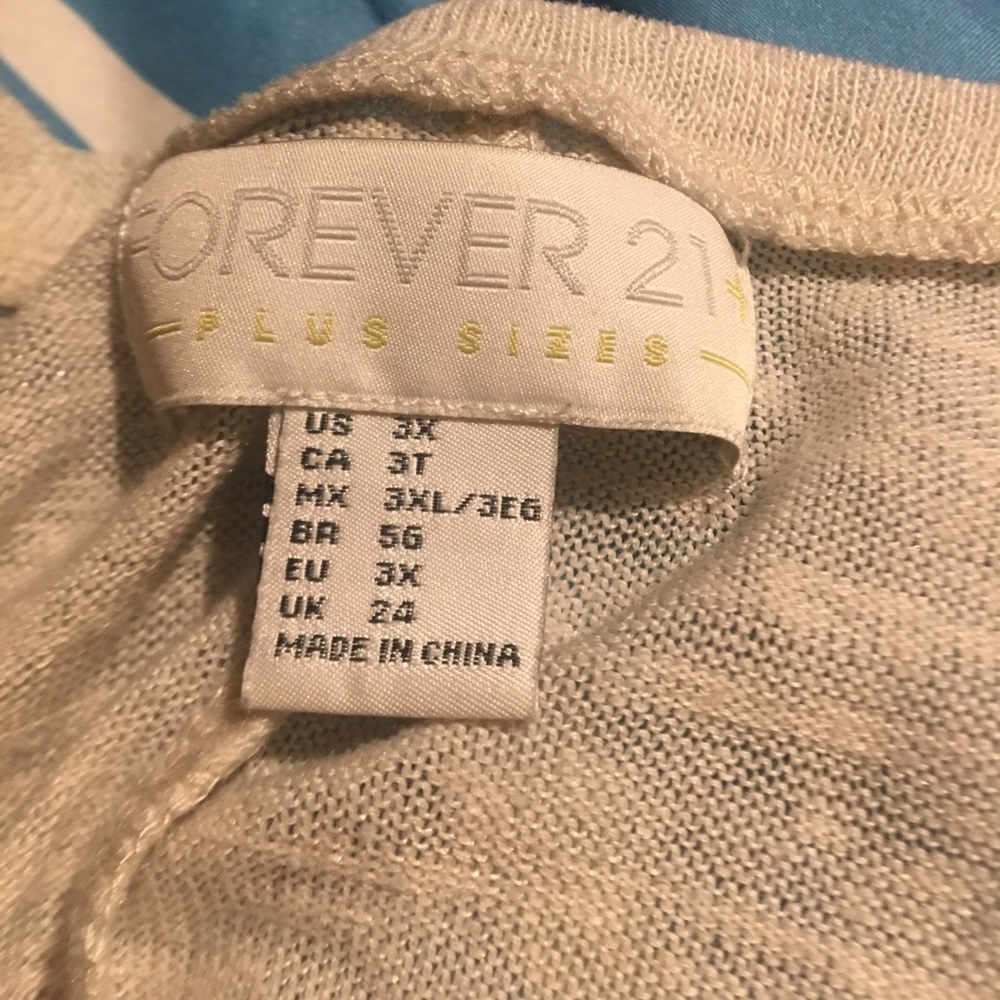 FOREVER 21+
PLUS SIZES
US 3X
CA 3T
MX 3XL/3EG
BR 56
EU 3X
UK 24
MADE IN CHINA